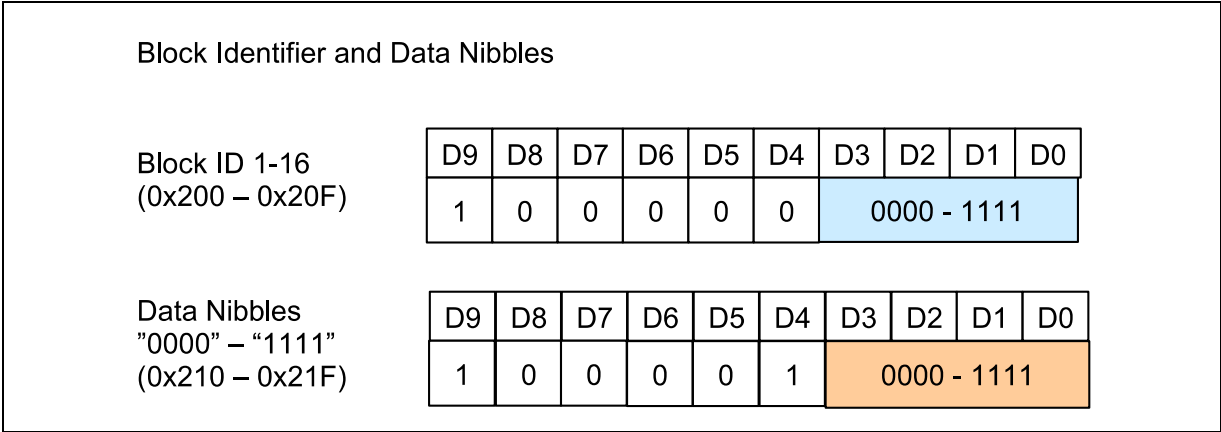 Block Identifier and Data Nibbles
Block ID 1-16
(0x200 – 0x20F)
D9 D8 D7 D6 D5 D4 D3 D2 D1 D0
1 0 0 0 0 0 0000 - 1111
Data Nibbles
"0000" – “1111”
(0x210 – 0x21F)
D9 D8 D7 D6 D5 D4 D3 D2 D1 D0
1 0 0 0 0 1 0000 - 1111